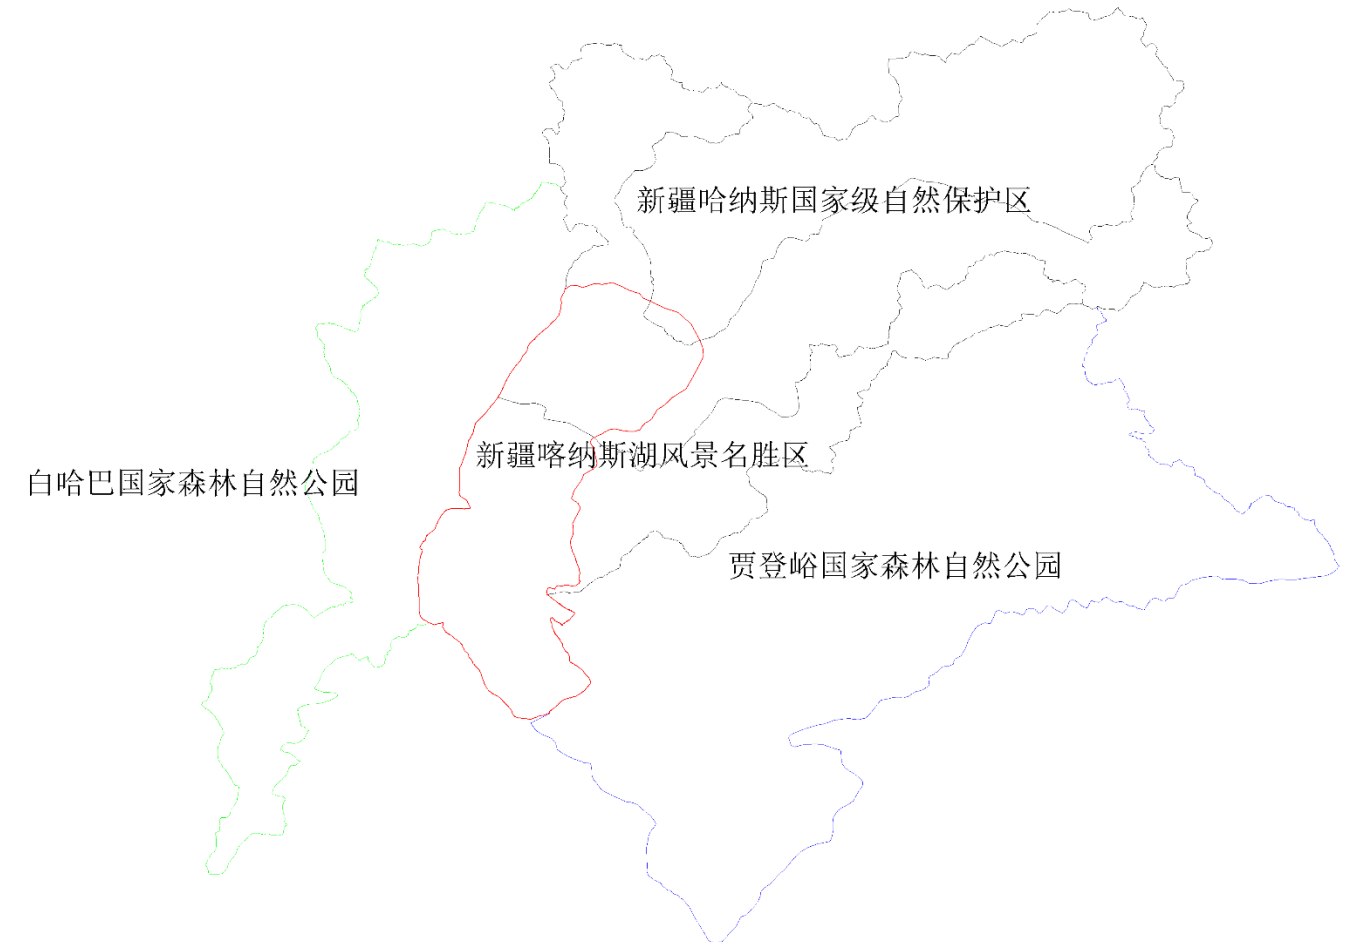 新疆哈纳斯国家级自然保护区
新疆喀纳斯湖风景名胜区
白哈巴国家森林自然公园
贾登峪国家森林自然公园